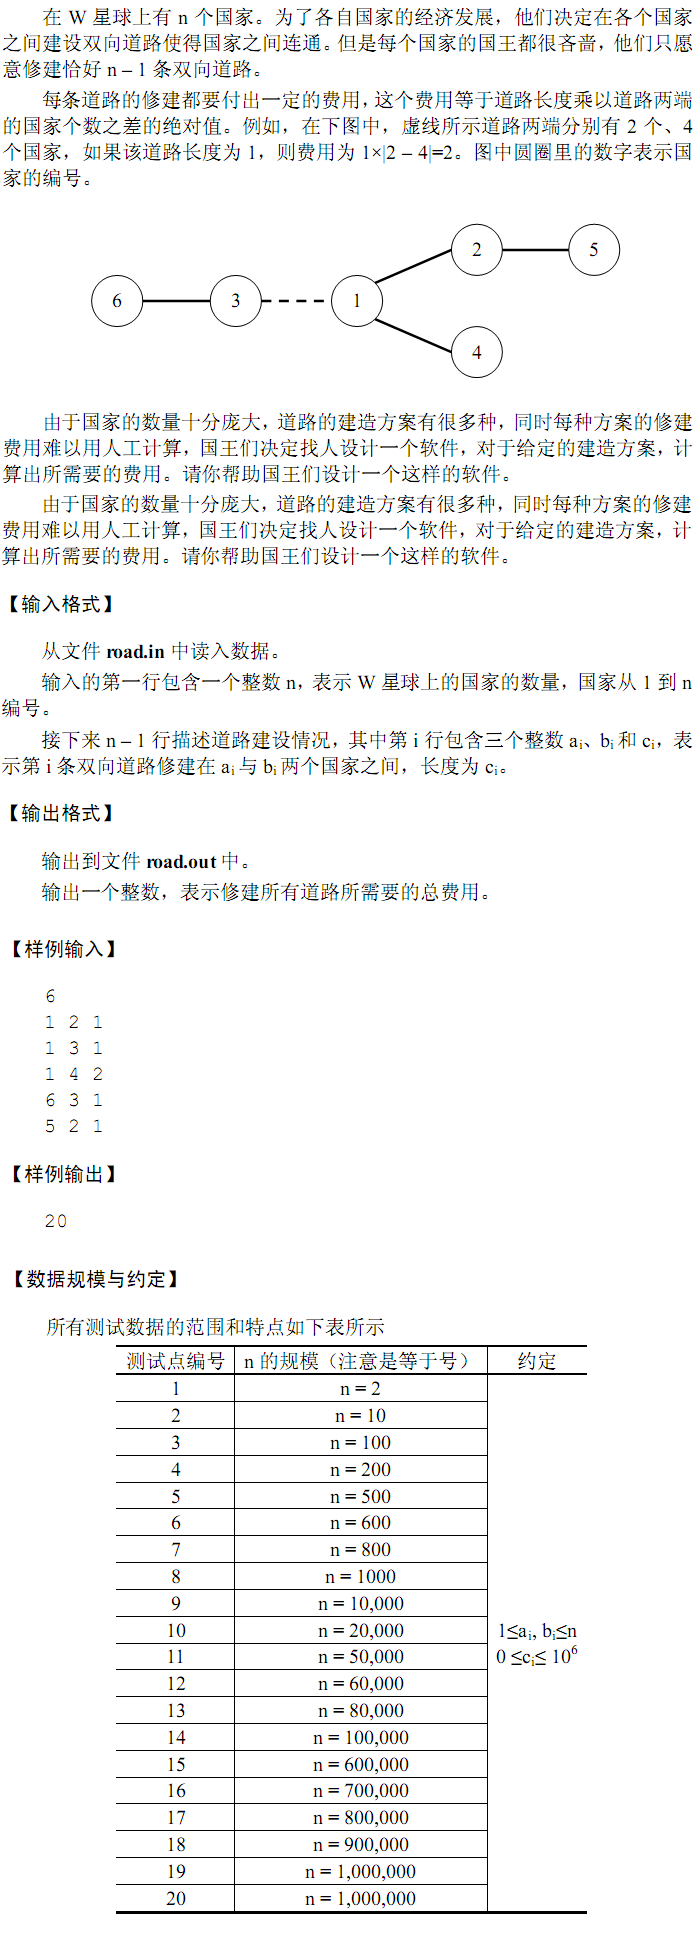 在 W 星球上有 n 个国家。为了各自国家的经济发展，他们决定在各个国家
之间建设双向道路使得国家之间连通。但是每个国家的国王都很吝啬，他们只愿
意修建恰好 n – 1 条双向道路。
每条道路的修建都要付出一定的费用，这个费用等于道路长度乘以道路两端
的国家个数之差的绝对值。例如，在下图中，虚线所示道路两端分别有 2 个、4
个国家，如果该道路长度为 1，则费用为 1×|2 – 4|=2。图中圆圈里的数字表示国
家的编号。
2
5
6
3
1
4
由于国家的数量十分庞大，道路的建造方案有很多种，同时每种方案的修建
费用难以用人工计算，国王们决定找人设计一个软件，对于给定的建造方案，计
算出所需要的费用。请你帮助国王们设计一个这样的软件。
由于国家的数量十分庞大，道路的建造方案有很多种，同时每种方案的修建
费用难以用人工计算，国王们决定找人设计一个软件，对于给定的建造方案，计
算出所需要的费用。请你帮助国王们设计一个这样的软件。
【输入格式】
从文件 road.in 中读入数据。
输入的第一行包含一个整数 n，表示 W 星球上的国家的数量，国家从 1 到 n
编号。
接下来 n – 1 行描述道路建设情况，其中第 i 行包含三个整数 ai、bi 和 ci，表
示第 i 条双向道路修建在 ai 与 bi 两个国家之间，长度为 ci。
【输出格式】
输出到文件 road.out 中。
输出一个整数，表示修建所有道路所需要的总费用。
【样例输入】
6
1 2 1
1 3 1
1 4 2
6 3 1
5 2 1
【样例输出】
20
【数据规模与约定】
所有测试数据的范围和特点如下表所示
测试点编号 n 的规模（注意是等于号） 约定
1 n = 2
2 n = 10
3 n = 100
4 n = 200
5 n = 500
6 n = 600
7 n = 800
8 n = 1000
9 n = 10,000
10 n = 20,000 1≤ai, bi≤n
11 n = 50,000 0 ≤ci≤ 10^6
12 n = 60,000
13 n = 80,000
14 n = 100,000
15 n = 600,000
16 n = 700,000
17 n = 800,000
18 n = 900,000
19 n = 1,000,000
20 n = 1,000,000